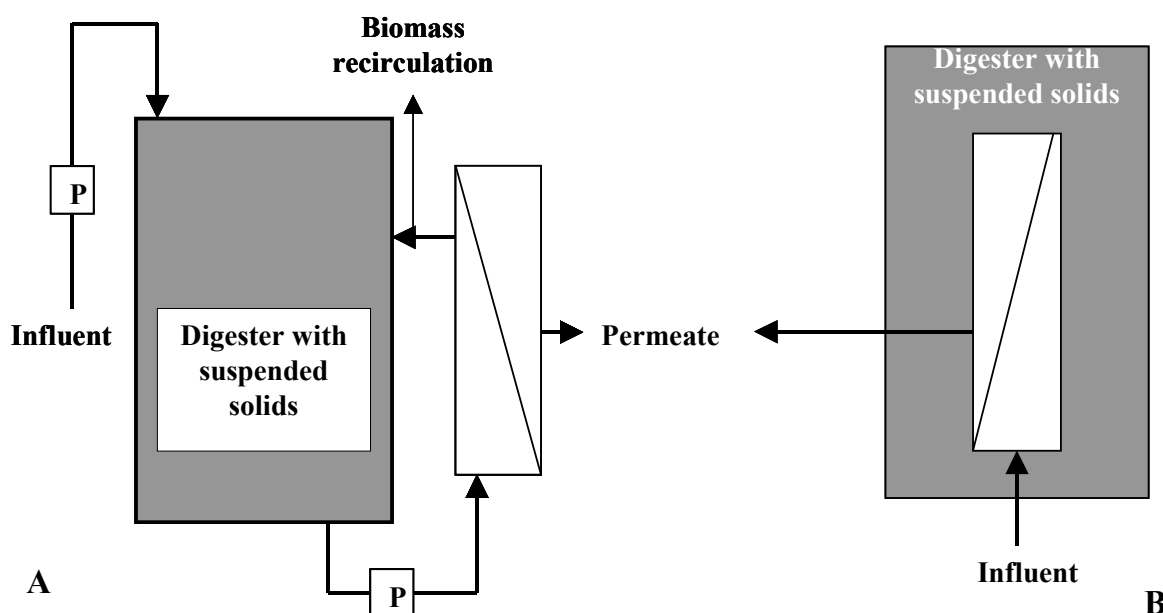 Biomass
recirculation
P
Influent
Digester with
suspended
solids
P
A
Permeate
Digester with
suspended solids
Influent
B